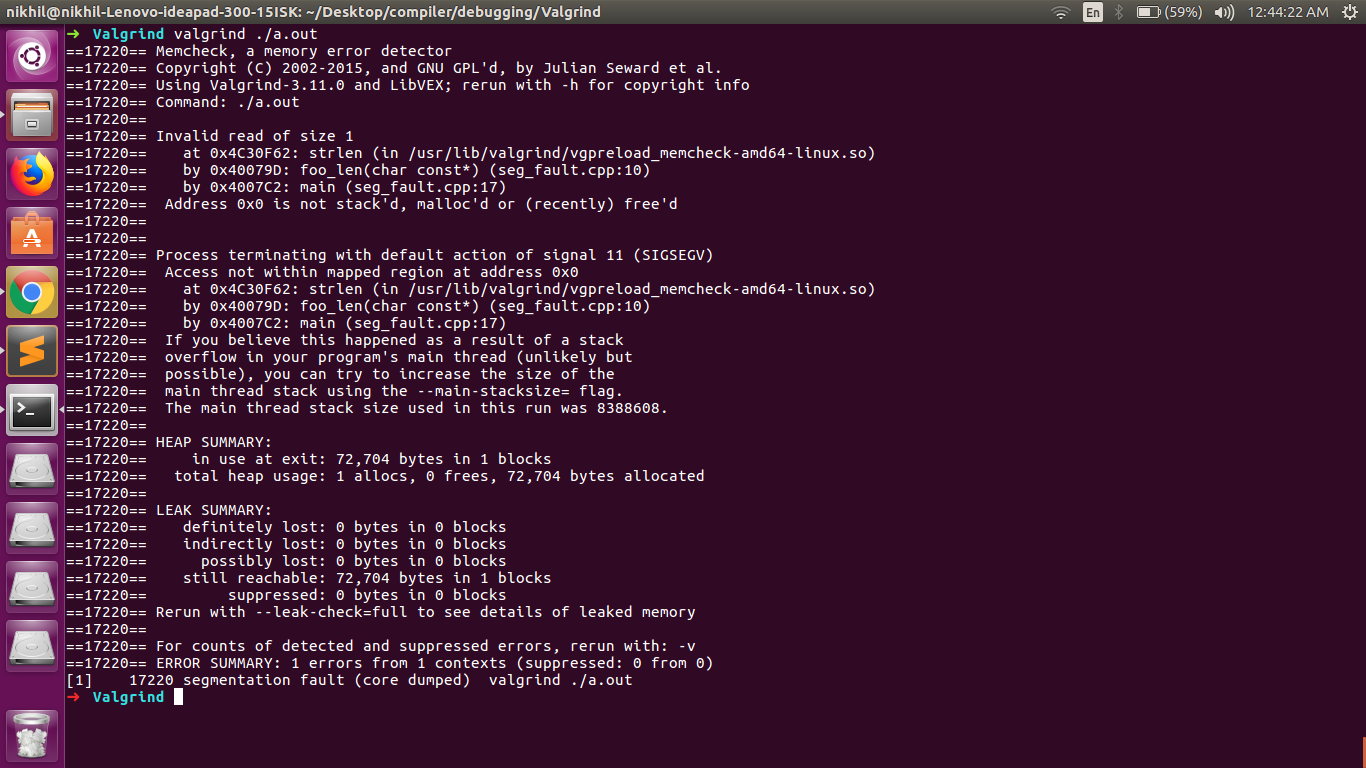 nikhil@nikhil-Lenovo-ideapad-300-15ISK: ~/Desktop/compiler/debugging/Valgrind En (59%) 12:44:22 AM
➜  Valgrind valgrind ./a.out
==17220== Memcheck, a memory error detector
==17220== Copyright (C) 2002-2015, and GNU GPL'd, by Julian Seward et al.
==17220== Using Valgrind-3.11.0 and LibVEX; rerun with -h for copyright info
==17220== Command: ./a.out
==17220==
==17220== Invalid read of size 1
==17220==    at 0x4C30F62: strlen (in /usr/lib/valgrind/vgpreload_memcheck-amd64-linux.so)
==17220==    by 0x40079D: foo_len(char const*) (seg_fault.cpp:10)
==17220==    by 0x4007C2: main (seg_fault.cpp:17)
==17220==  Address 0x0 is not stack'd, malloc'd or (recently) free'd
==17220==
==17220==
==17220== Process terminating with default action of signal 11 (SIGSEGV)
==17220==  Access not within mapped region at address 0x0
==17220==    at 0x4C30F62: strlen (in /usr/lib/valgrind/vgpreload_memcheck-amd64-linux.so)
==17220==    by 0x40079D: foo_len(char const*) (seg_fault.cpp:10)
==17220==    by 0x4007C2: main (seg_fault.cpp:17)
==17220==  If you believe this happened as a result of a stack
==17220==  overflow in your program's main thread (unlikely but
==17220==  possible), you can try to increase the size of the
==17220==  main thread stack using the --main-stacksize= flag.
==17220==  The main thread stack size used in this run was 8388608.
==17220==
==17220== HEAP SUMMARY:
==17220==     in use at exit: 72,704 bytes in 1 blocks
==17220==   total heap usage: 1 allocs, 0 frees, 72,704 bytes allocated
==17220==
==17220== LEAK SUMMARY:
==17220==    definitely lost: 0 bytes in 0 blocks
==17220==    indirectly lost: 0 bytes in 0 blocks
==17220==      possibly lost: 0 bytes in 0 blocks
==17220==    still reachable: 72,704 bytes in 1 blocks
==17220==         suppressed: 0 bytes in 0 blocks
==17220== Rerun with --leak-check=full to see details of leaked memory
==17220==
==17220== For counts of detected and suppressed errors, rerun with: -v
==17220== ERROR SUMMARY: 1 errors from 1 contexts (suppressed: 0 from 0)
[1]    17220 segmentation fault (core dumped)  valgrind ./a.out
➜  Valgrind